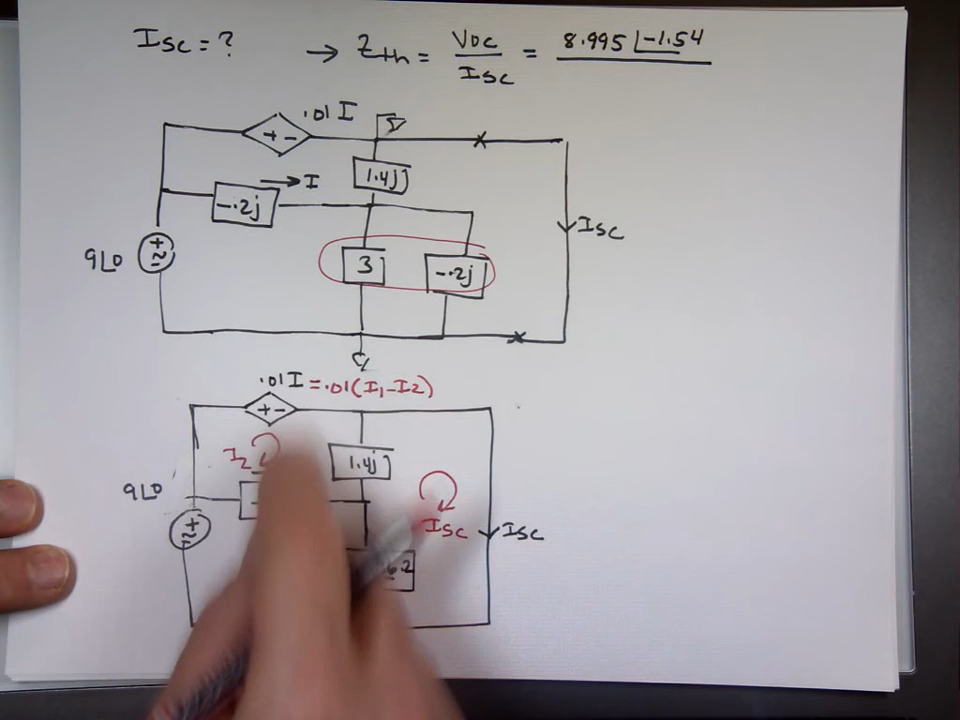 Isc = ? → Zth = Voc / Isc = 8.995∠-1.54
.01 I
+ -
1.4j
→ I
-.2j
9∠0
+
Isc
3
-.2j
.01 I = .01(I1 - I2)
+ -
I2
1.4j
9∠0
+
Isc
Isc